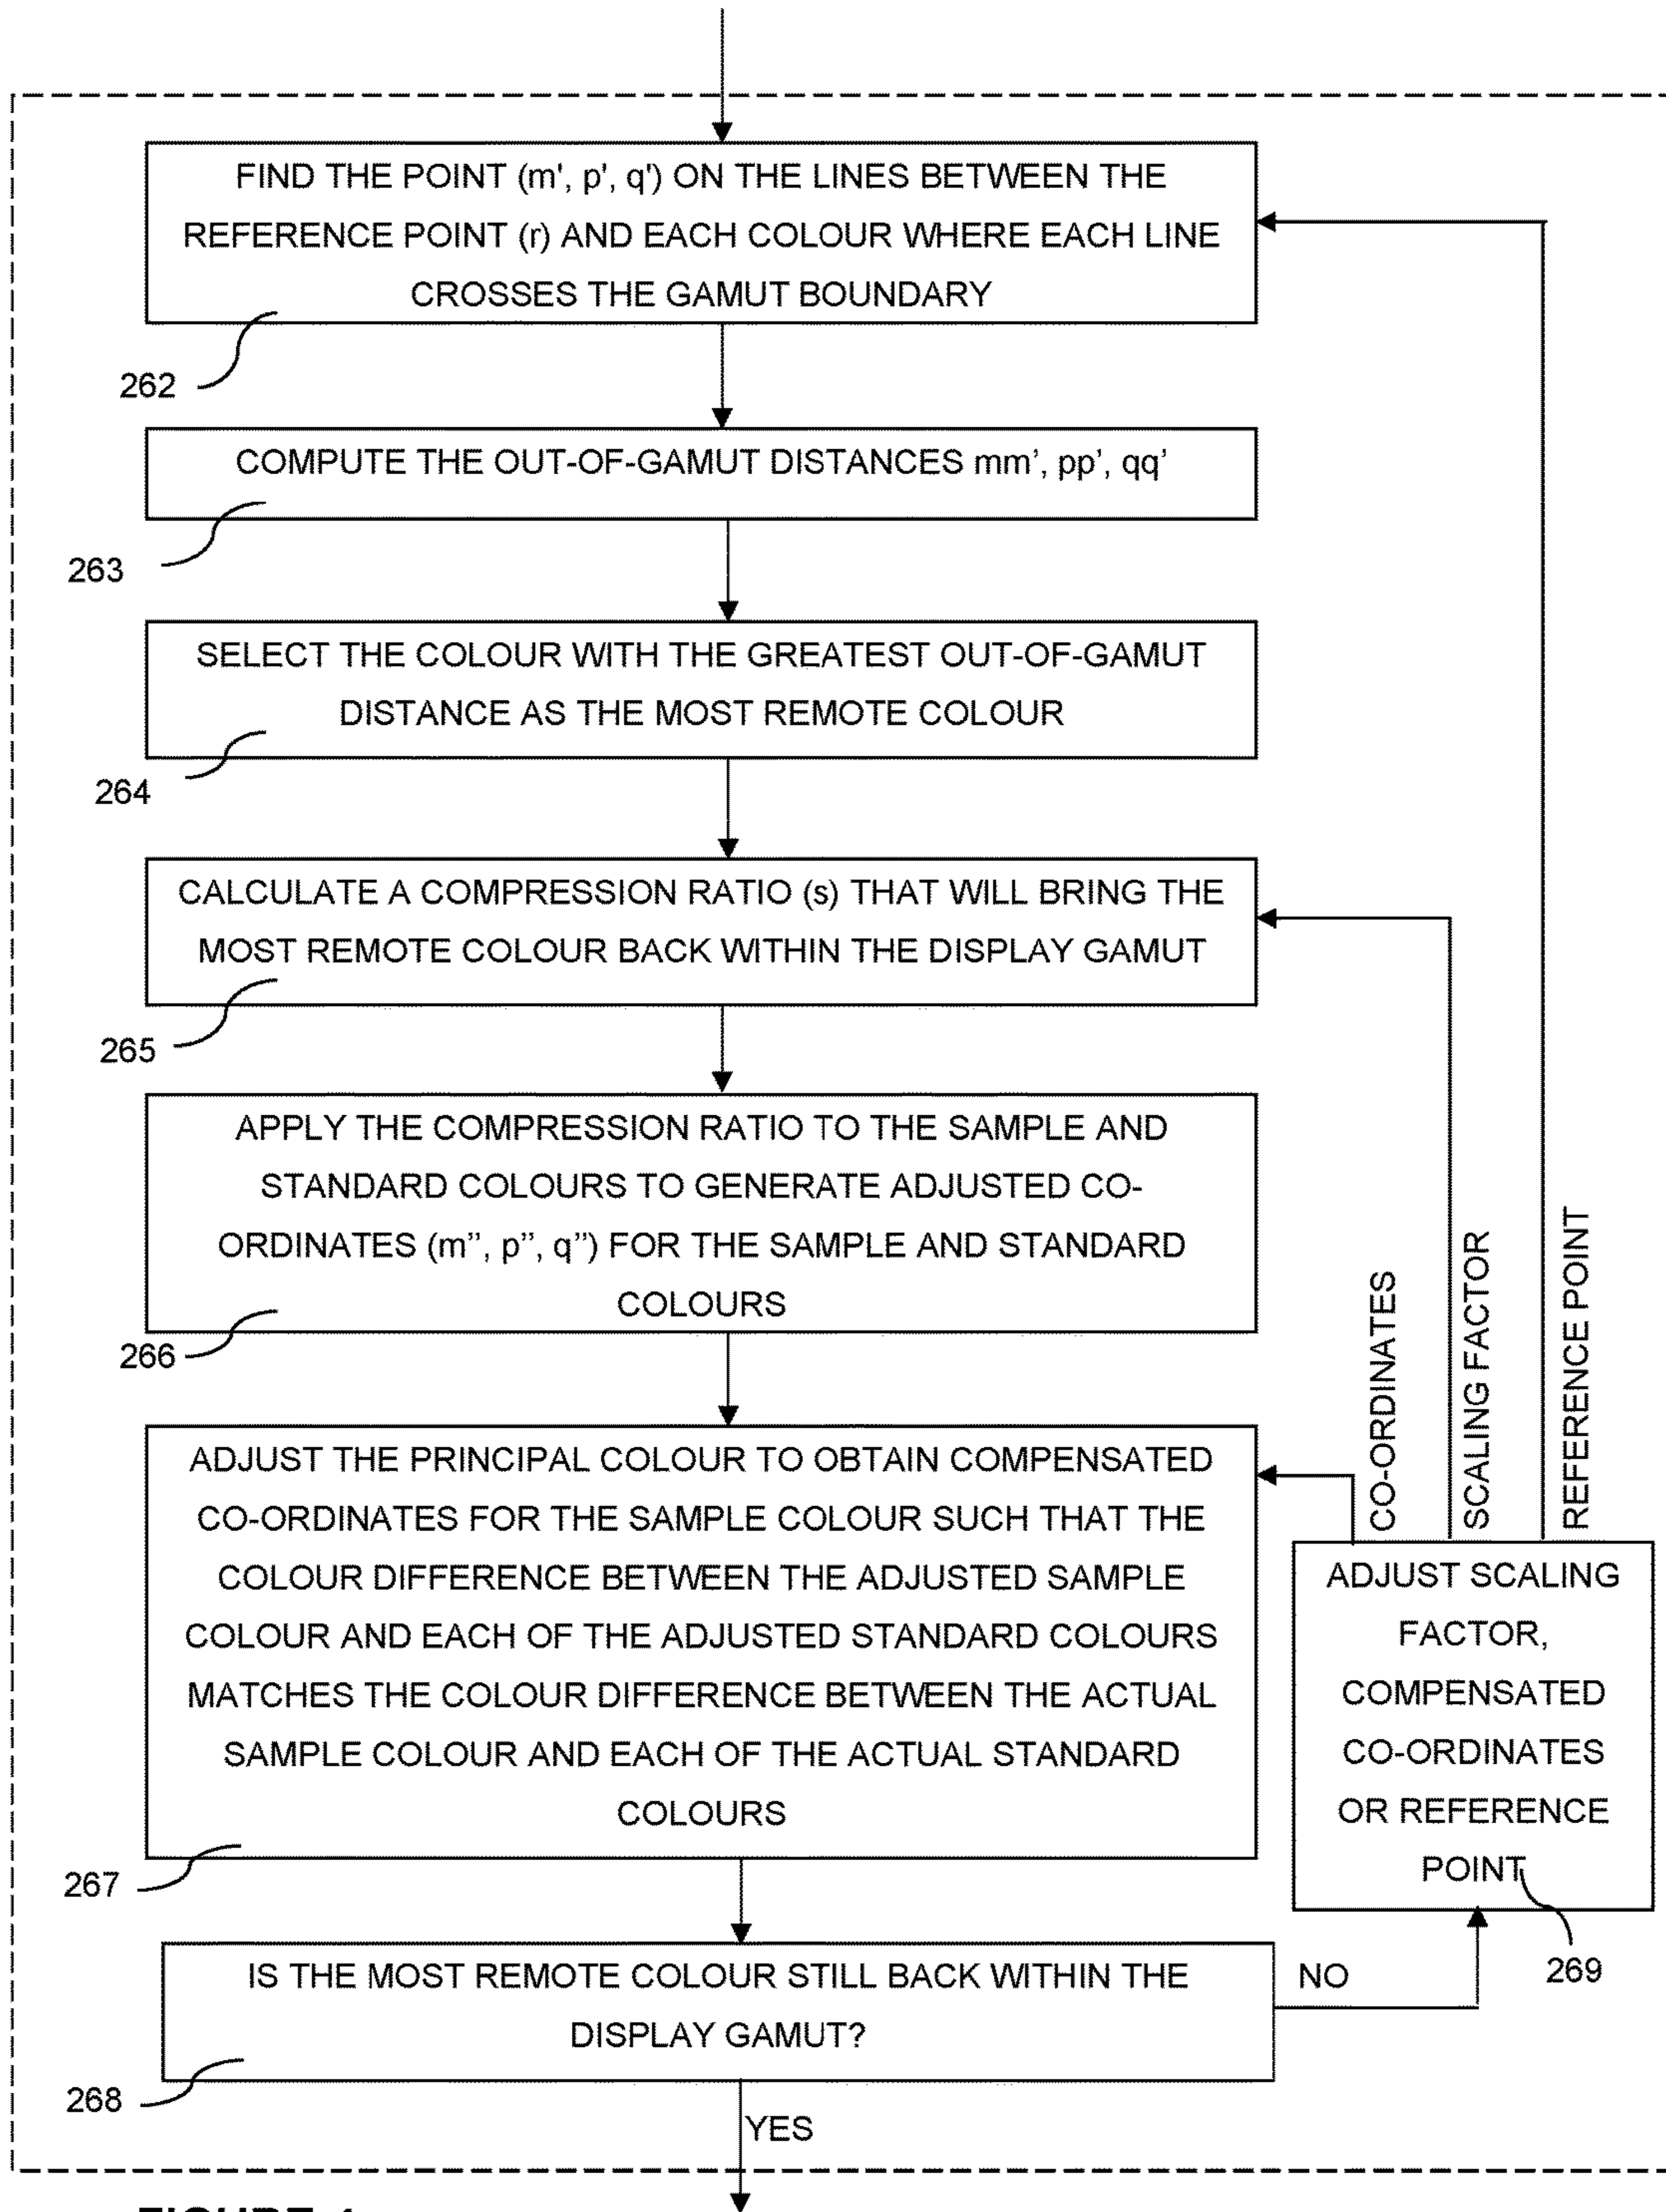 FIND THE POINT (m', p', q') ON THE LINES BETWEEN THE
REFERENCE POINT (r) AND EACH COLOUR WHERE EACH LINE
CROSSES THE GAMUT BOUNDARY
262
COMPUTE THE OUT-OF-GAMUT DISTANCES mm’, pp’, qq’
263
SELECT THE COLOUR WITH THE GREATEST OUT-OF-GAMUT
DISTANCE AS THE MOST REMOTE COLOUR
264
CALCULATE A COMPRESSION RATIO (s) THAT WILL BRING THE
MOST REMOTE COLOUR BACK WITHIN THE DISPLAY GAMUT
265
APPLY THE COMPRESSION RATIO TO THE SAMPLE AND
STANDARD COLOURS TO GENERATE ADJUSTED CO-
ORDINATES (m’’, p’’, q’’) FOR THE SAMPLE AND STANDARD
COLOURS
266
ADJUST THE PRINCIPAL COLOUR TO OBTAIN COMPENSATED
CO-ORDINATES FOR THE SAMPLE COLOUR SUCH THAT THE
COLOUR DIFFERENCE BETWEEN THE ADJUSTED SAMPLE
COLOUR AND EACH OF THE ADJUSTED STANDARD COLOURS
MATCHES THE COLOUR DIFFERENCE BETWEEN THE ACTUAL
SAMPLE COLOUR AND EACH OF THE ACTUAL STANDARD
COLOURS
267
CO-ORDINATES
SCALING FACTOR
REFERENCE POINT
ADJUST SCALING
FACTOR,
COMPENSATED
CO-ORDINATES
OR REFERENCE
POINT
269
IS THE MOST REMOTE COLOUR STILL BACK WITHIN THE
DISPLAY GAMUT?
268
NO
YES